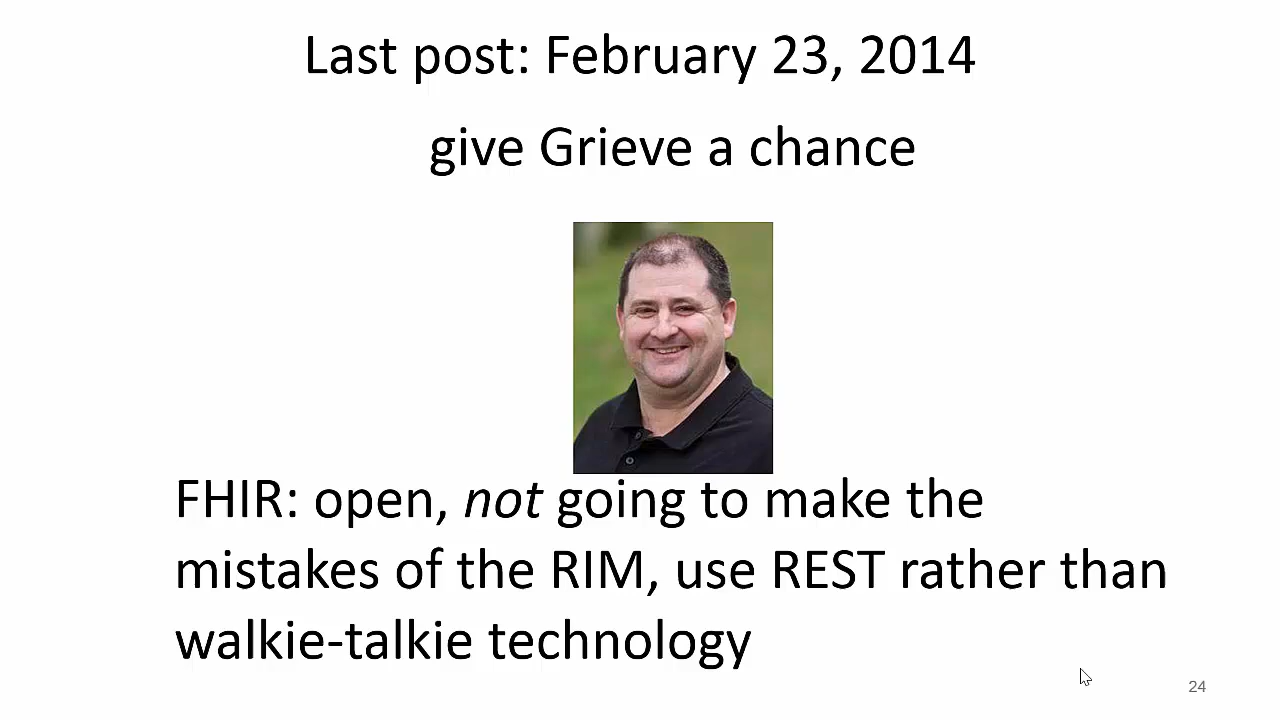 Last post: February 23, 2014
give Grieve a chance
FHIR: open, not going to make the
mistakes of the RIM, use REST rather than
walkie-talkie technology
24